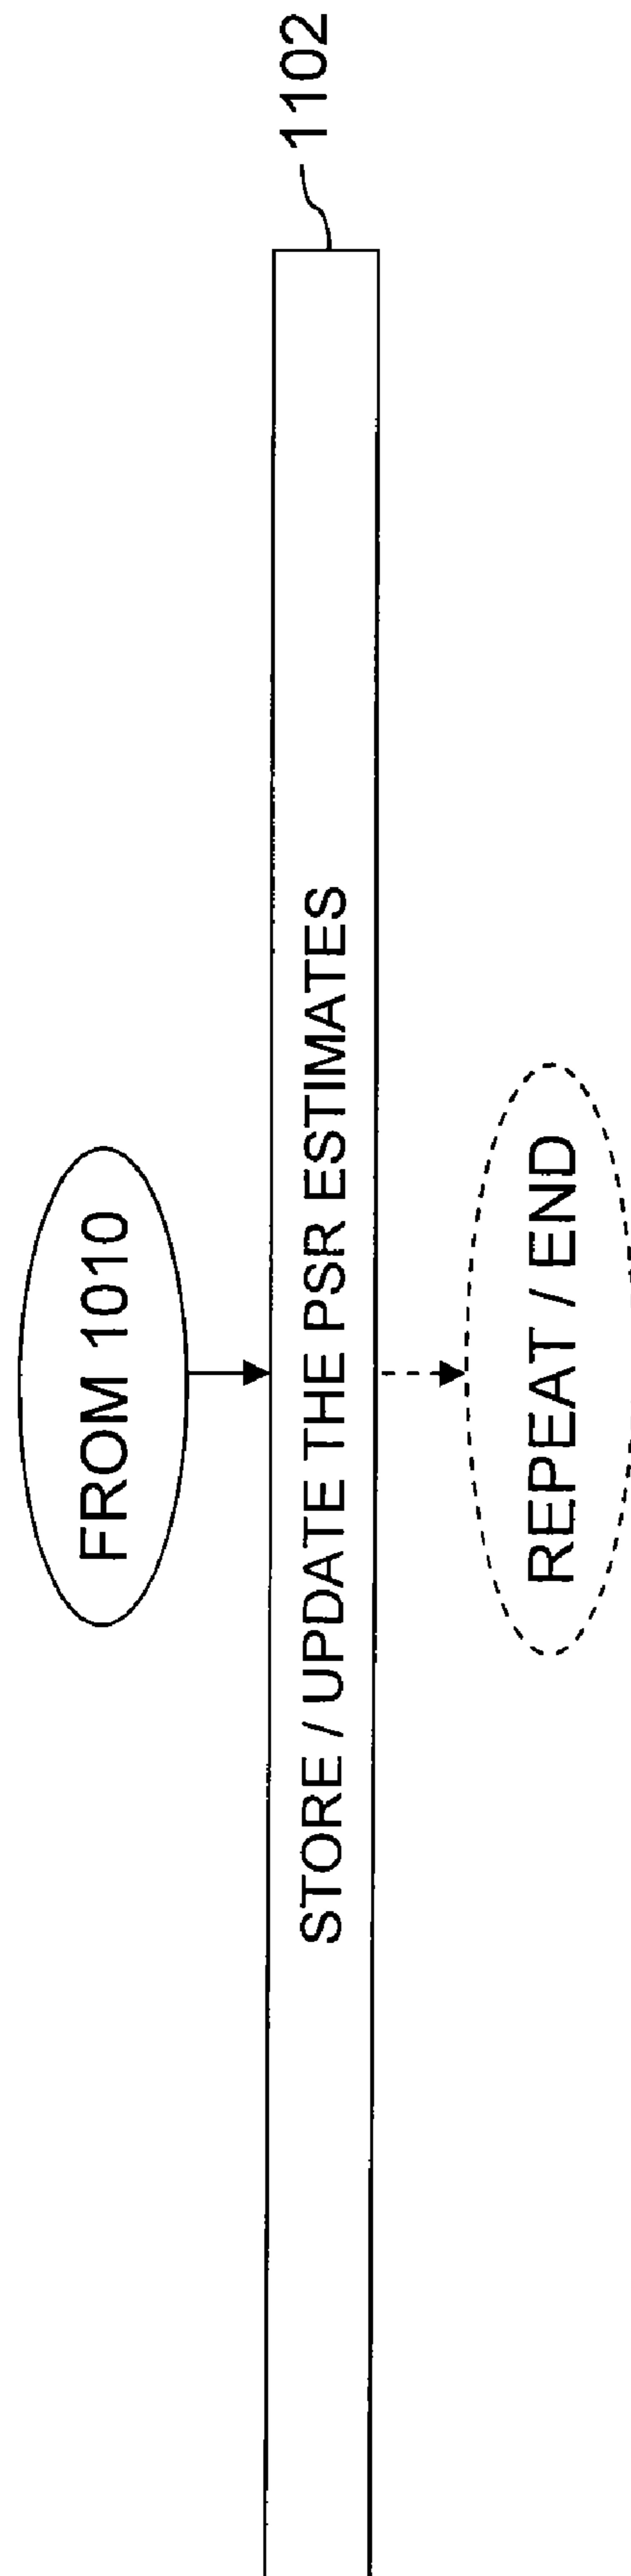 FROM 1010
STORE / UPDATE THE PSR ESTIMATES
1102
REPEAT / END